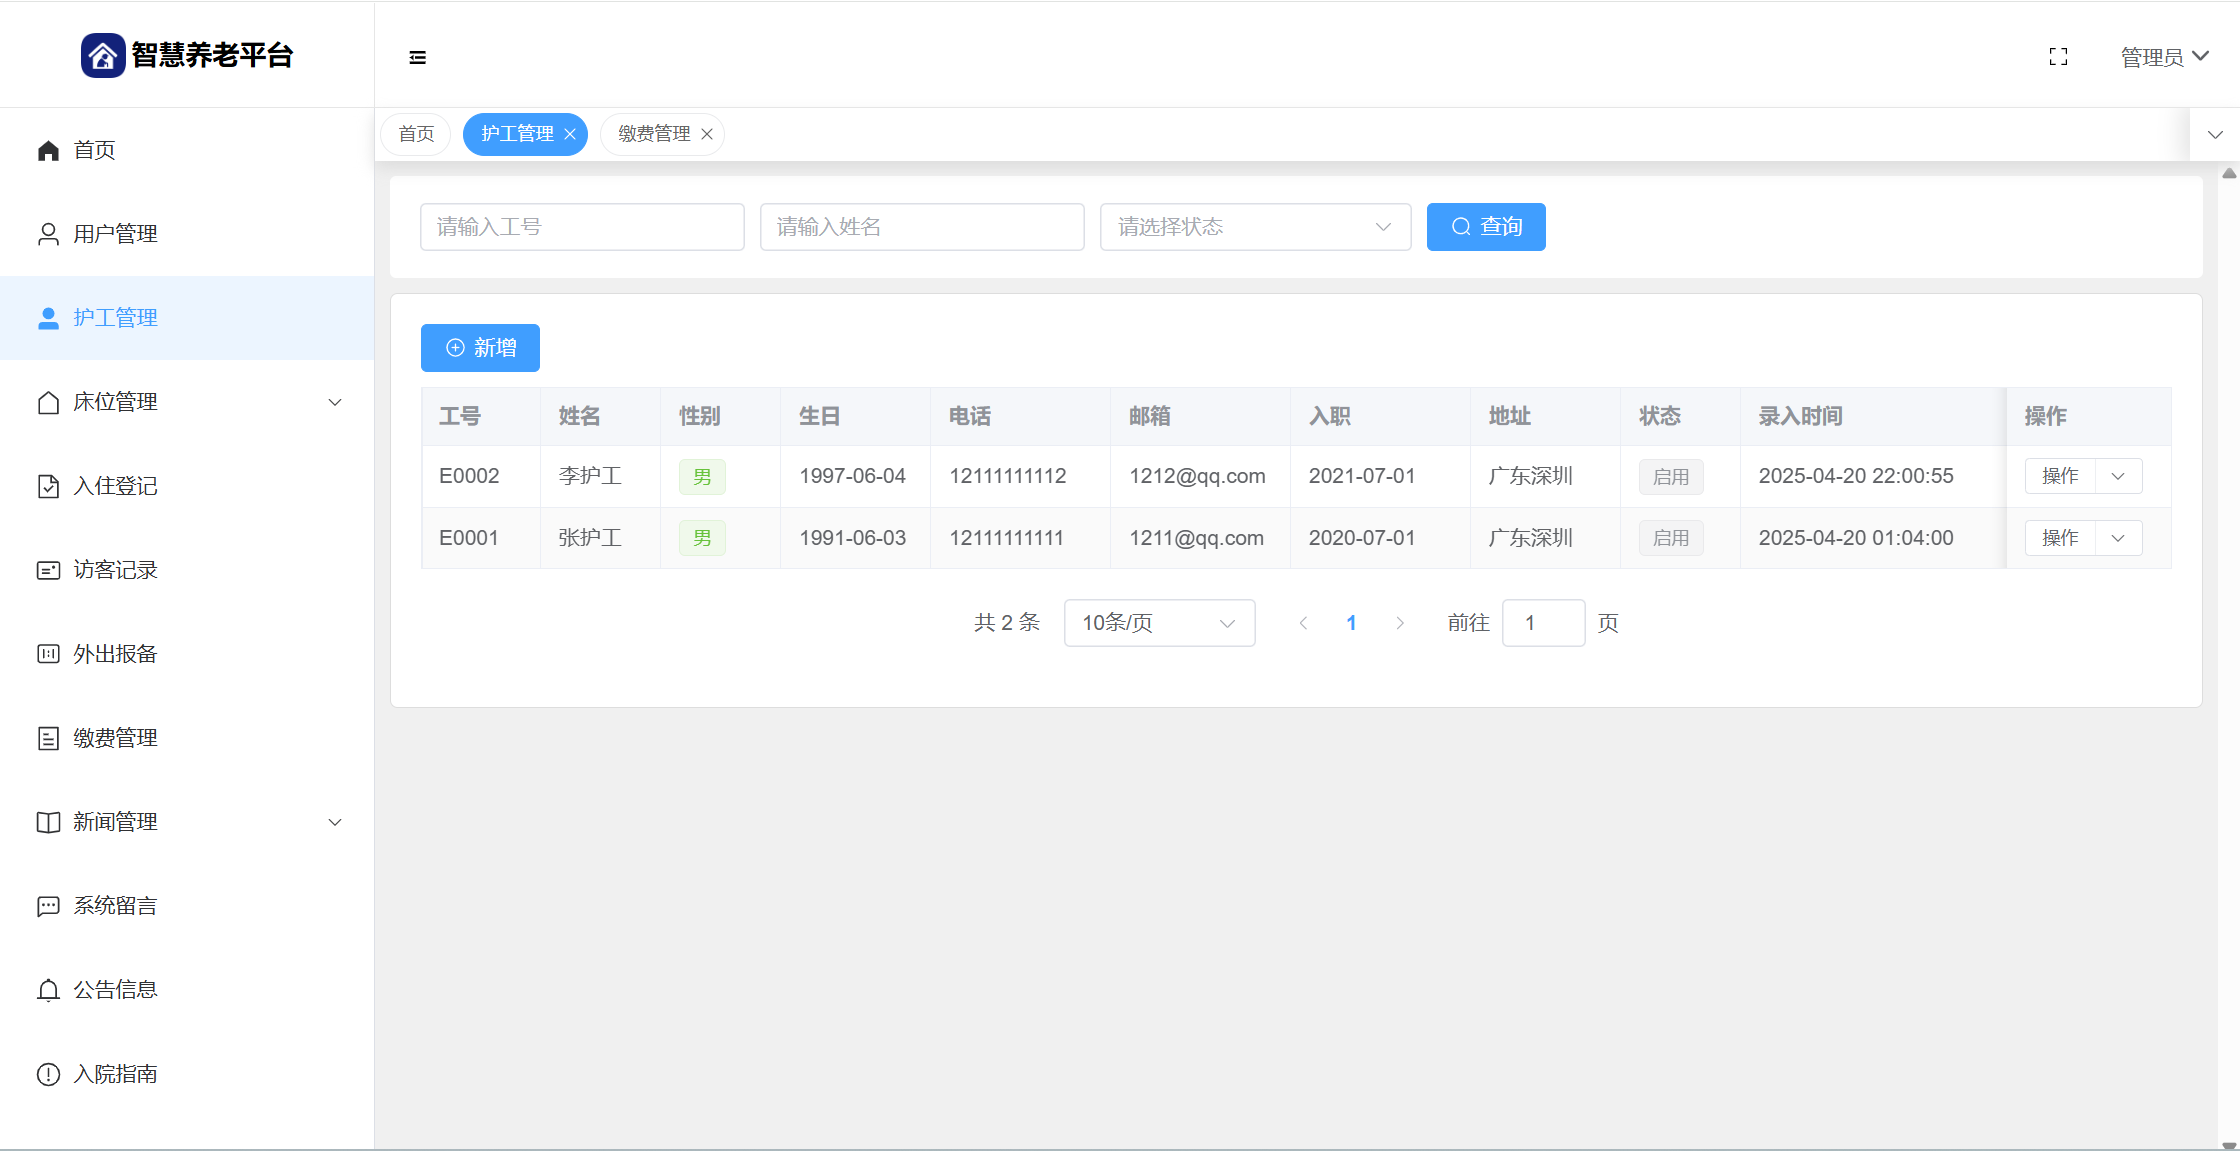 智慧养老平台
管理员
首页
用户管理
护工管理
床位管理
入住登记
访客记录
外出报备
缴费管理
新闻管理
系统留言
公告信息
入院指南
首页 护工管理 缴费管理
请输入工号 请输入姓名 请选择状态 查询
新增
工号 姓名 性别 生日 电话 邮箱 入职 地址 状态 录入时间 操作
E0002 李护工 男 1997-06-04 12111111112 1212@qq.com 2021-07-01 广东深圳 启用 2025-04-20 22:00:55 操作
E0001 张护工 男 1991-06-03 12111111111 1211@qq.com 2020-07-01 广东深圳 启用 2025-04-20 01:04:00 操作
共 2 条 10条/页 1 前往 1 页